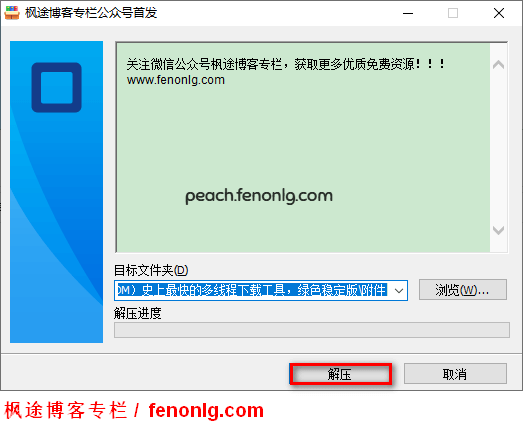 枫途博客专栏公众号首发
关注微信公众号枫途博客专栏，获取更多优质免费资源！！！
www.fenonlg.com
peach.fenonlg.com
目标文件夹(D)
DM）史上最快的多线程下载工具，绿色稳定版\附件
浏览(W)...
解压进度
解压
取消
枫途博客专栏 / fenonlg.com